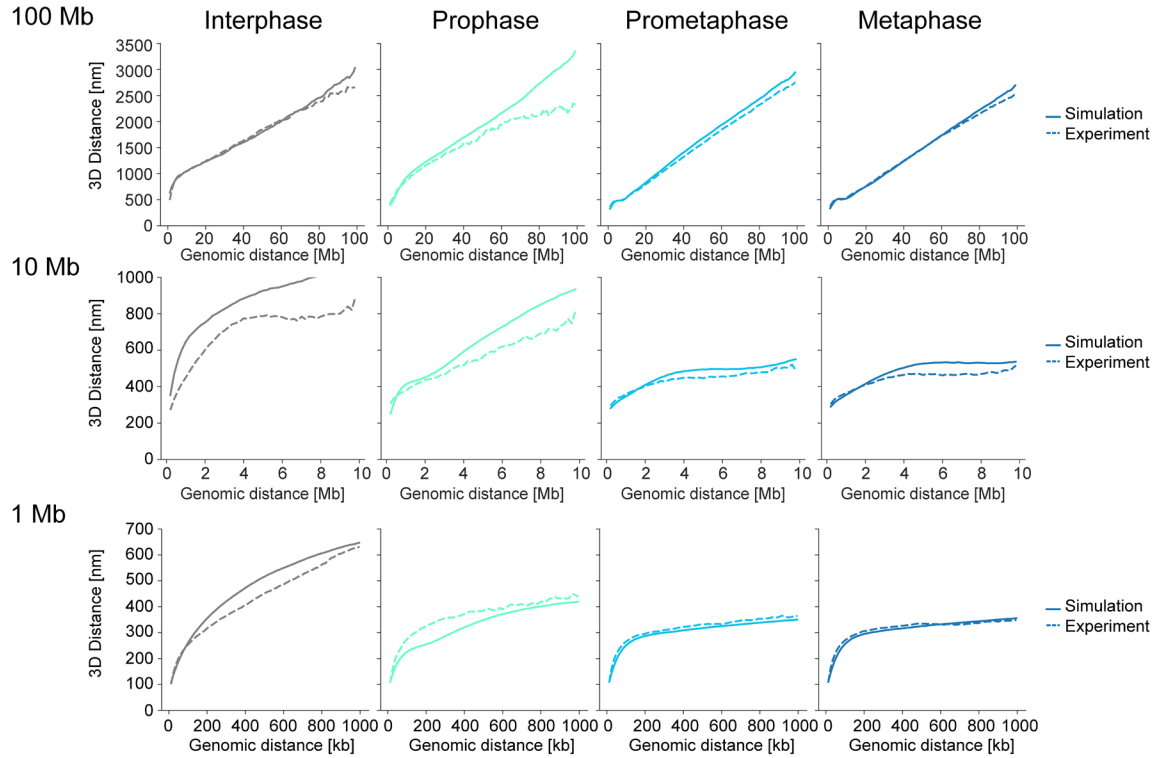 100 Mb
Interphase
Prophase
Prometaphase
Metaphase
3D Distance [nm]
3500
3000
2500
2000
1500
1000
500
0
0 20 40 60 80 100
0 20 40 60 80 100
0 20 40 60 80 100
0 20 40 60 80 100
Genomic distance [Mb]
Genomic distance [Mb]
Genomic distance [Mb]
Genomic distance [Mb]
Simulation
Experiment
10 Mb
3D Distance [nm]
1000
800
600
400
200
0
0 2 4 6 8 10
0 2 4 6 8 10
0 2 4 6 8 10
0 2 4 6 8 10
Genomic distance [Mb]
Genomic distance [Mb]
Genomic distance [Mb]
Genomic distance [Mb]
Simulation
Experiment
1 Mb
3D Distance [nm]
700
600
500
400
300
200
100
0
0 200 400 600 800 1000
0 200 400 600 800 1000
0 200 400 600 800 1000
0 200 400 600 800 1000
Genomic distance [kb]
Genomic distance [kb]
Genomic distance [kb]
Genomic distance [kb]
Simulation
Experiment